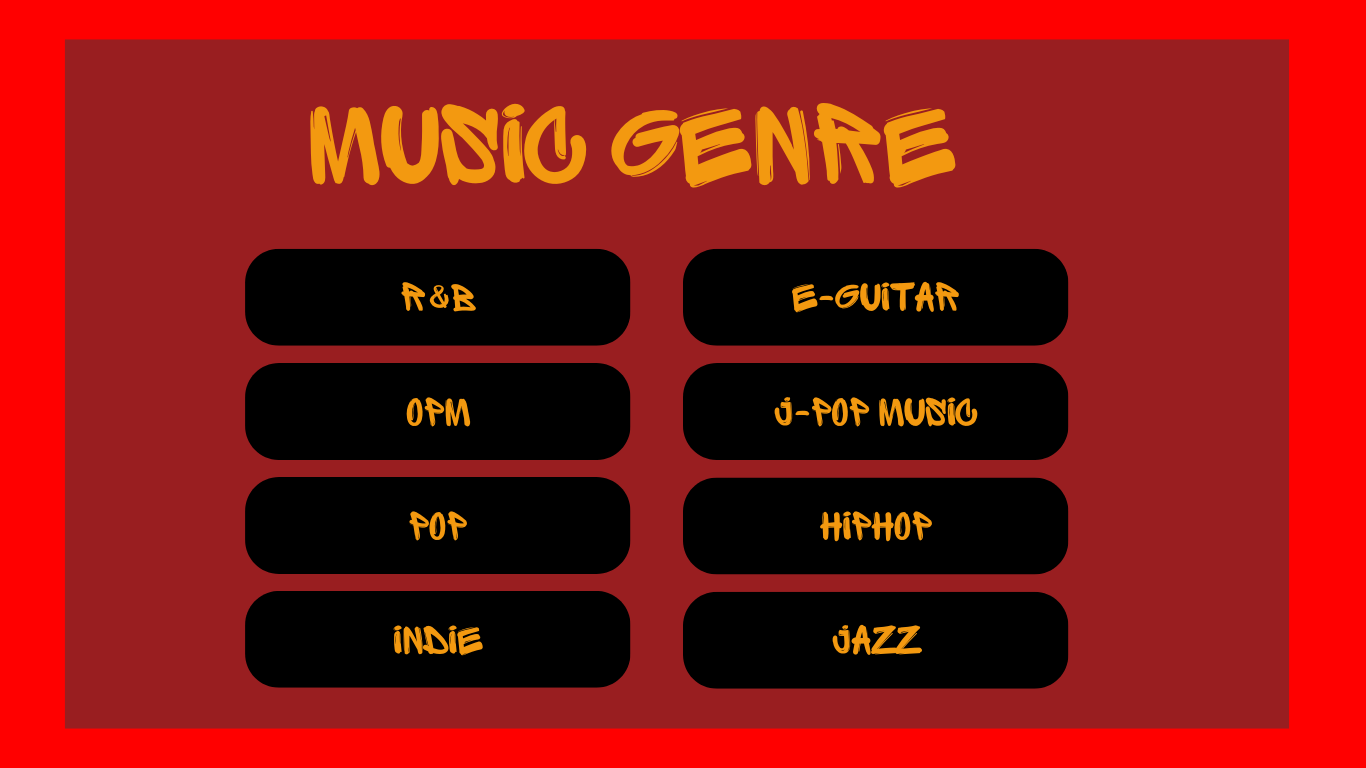 MUSiC GENRE
R&B
E-GUiTAR
OPM
J-POP MUSiC
POP
HiPHOP
iNDiE
JAZZ